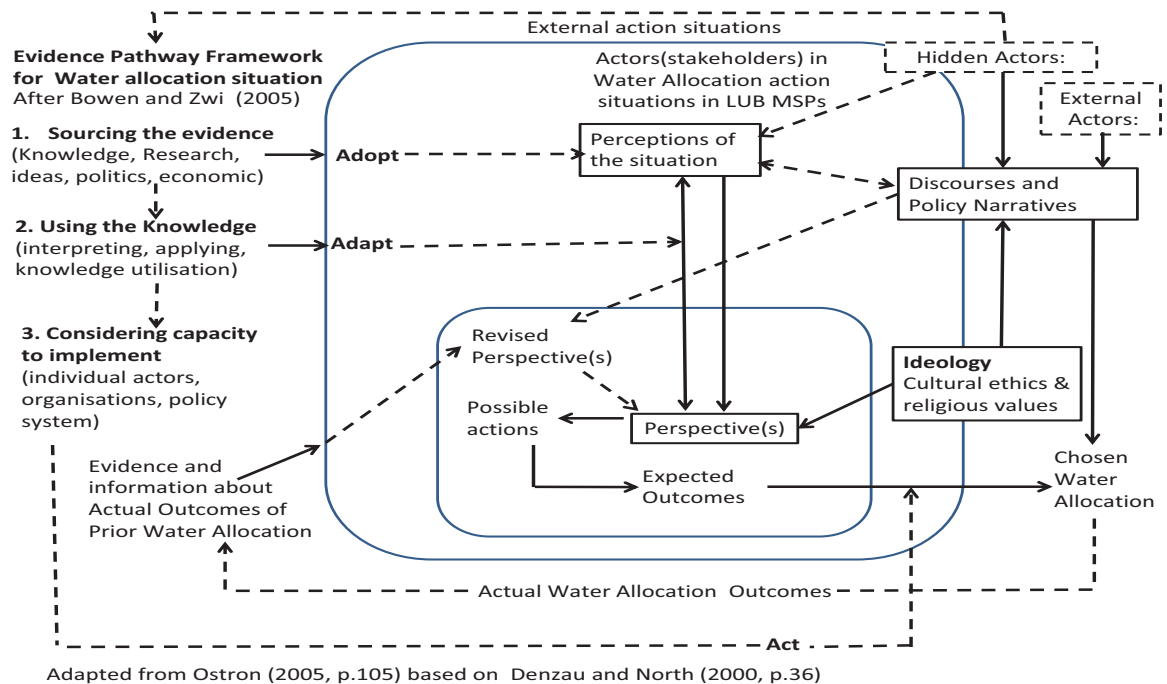 External action situations
Evidence Pathway Framework
for Water allocation situation
After Bowen and Zwi (2005)
1. Sourcing the evidence
(Knowledge, Research,
ideas, politics, economic)
2. Using the Knowledge
(interpreting, applying,
knowledge utilisation)
3. Considering capacity
to implement
(individual actors,
organisations, policy
system)
Adopt
Adapt
Actors(stakeholders) in
Water Allocation action
situations in LUB MSPs
Hidden Actors:
External
Actors:
Perceptions of
the situation
Discourses and
Policy Narratives
Revised
Perspective(s)
Ideology
Cultural ethics &
religious values
Possible
actions
Perspective(s)
Expected
Outcomes
Chosen
Water
Allocation
Evidence and
information about
Actual Outcomes of
Prior Water Allocation
Actual Water Allocation Outcomes
Act
Adapted from Ostron (2005, p.105) based on Denzau and North (2000, p.36)